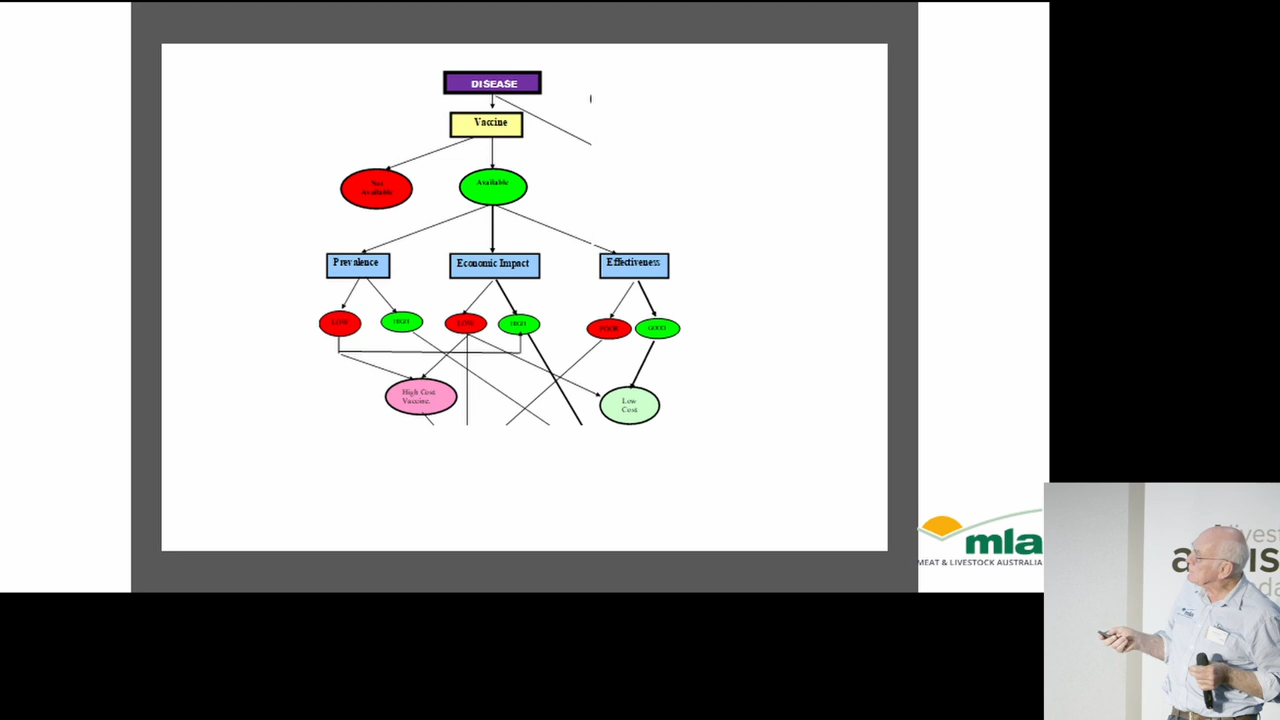 DISEASE
Vaccine
Not
Available
Available
Prevalence
Economic Impact
Effectiveness
LOW
HIGH
LOW
HIGH
POOR
GOOD
High Cost
Vaccine.
Low
Cost
mla
MEAT & LIVESTOCK AUSTRALIA